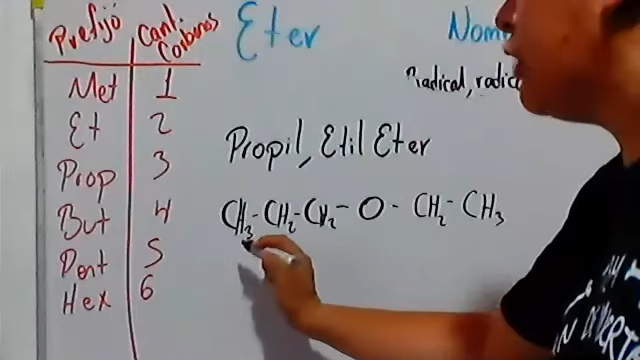 Prefijo Cant. Carbonos
Eter
Nom
Radical, radic
Met 1
Et 2
Prop 3
But 4
Pent 5
Hex 6
Propil, Etil Eter
CH3-CH2-CH2-O-CH2-CH3